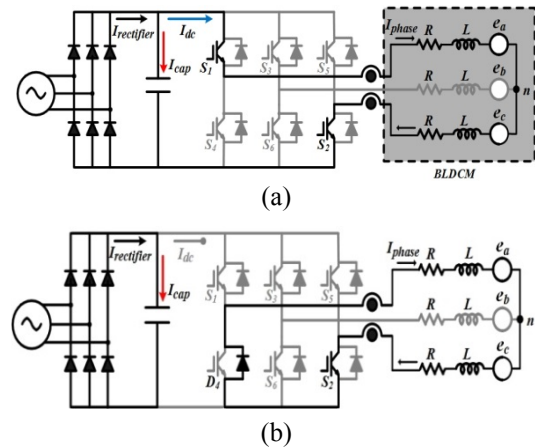 I_rectifier I_dc I_cap S_1 S_3 S_5 S_4 S_6 S_2 I_phase R L e_a
R L e_b n
R L e_c
BLDCM
(a)
I_rectifier I_dc I_cap S_1 S_3 S_5 D_4 S_6 S_2 I_phase R L e_a
R L e_b n
R L e_c
(b)